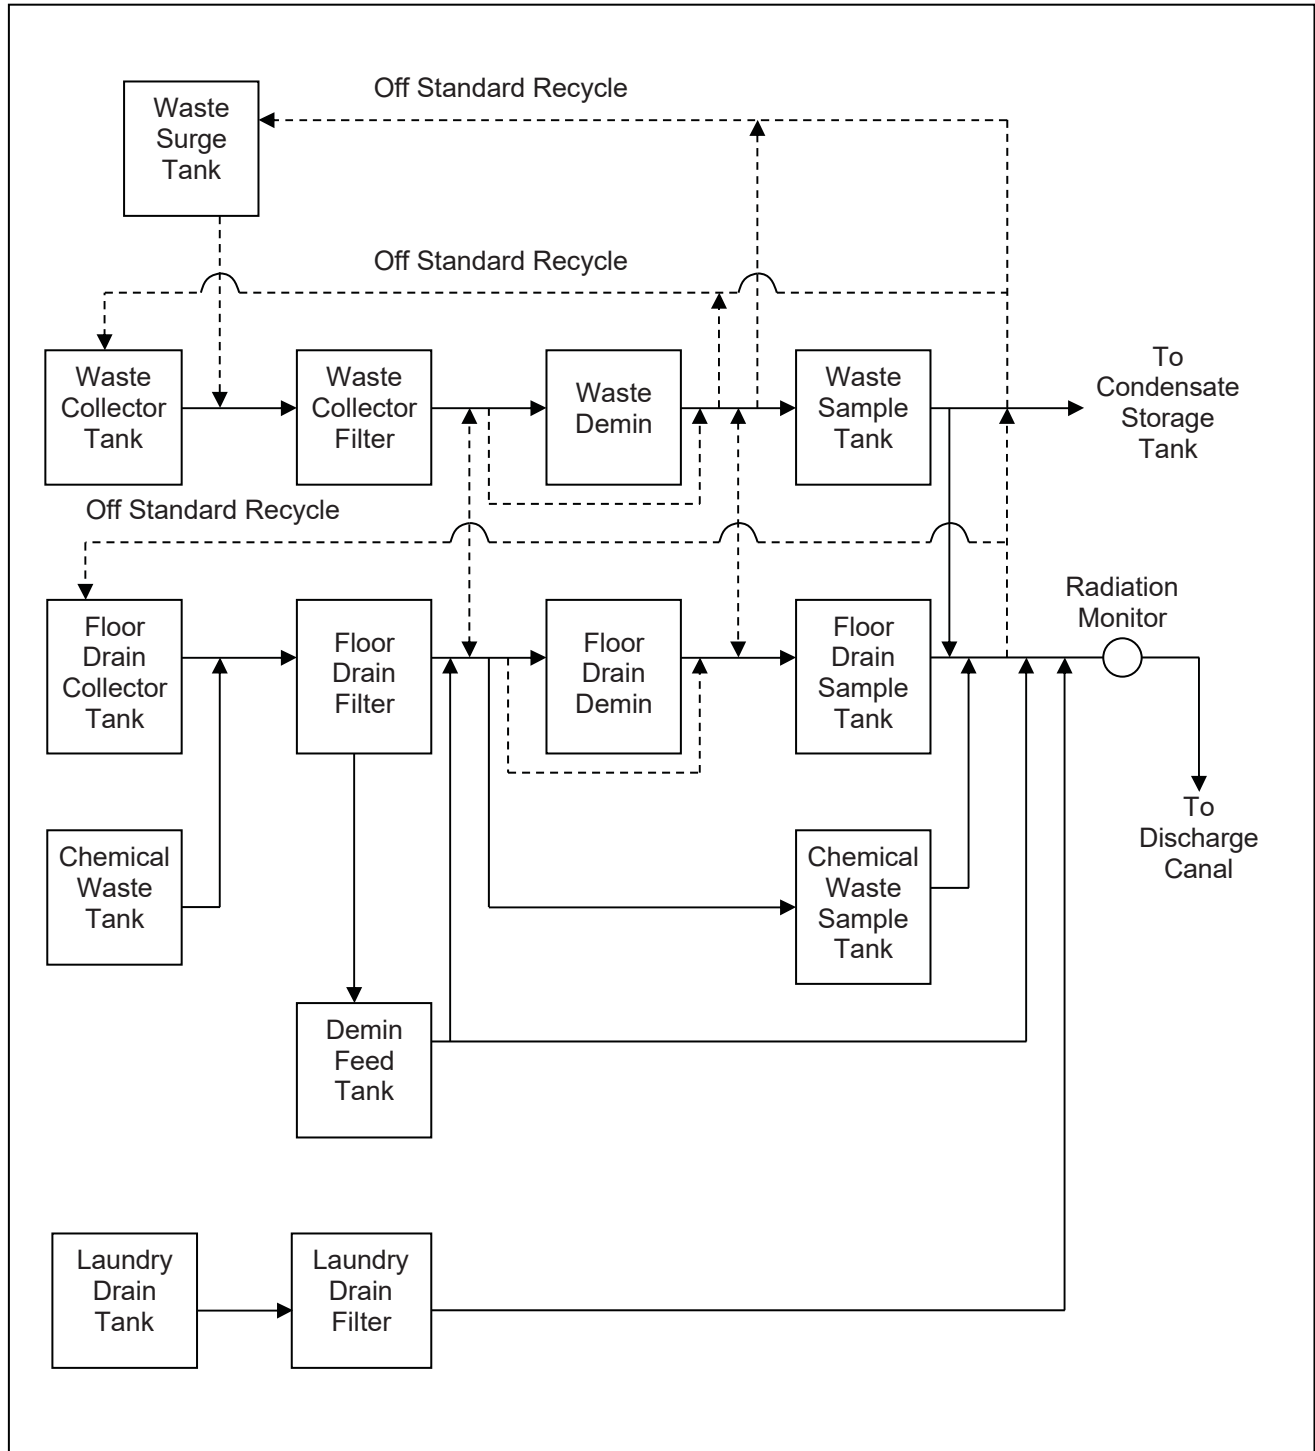 Off Standard Recycle
Waste
Surge
Tank
Off Standard Recycle
Waste
Collector
Tank
Waste
Collector
Filter
Waste
Demin
Waste
Sample
Tank
To
Condensate
Storage
Tank
Off Standard Recycle
Floor
Drain
Collector
Tank
Floor
Drain
Filter
Floor
Drain
Demin
Floor
Drain
Sample
Tank
Radiation
Monitor
To
Discharge
Canal
Chemical
Waste
Tank
Chemical
Waste
Sample
Tank
Demin
Feed
Tank
Laundry
Drain
Tank
Laundry
Drain
Filter